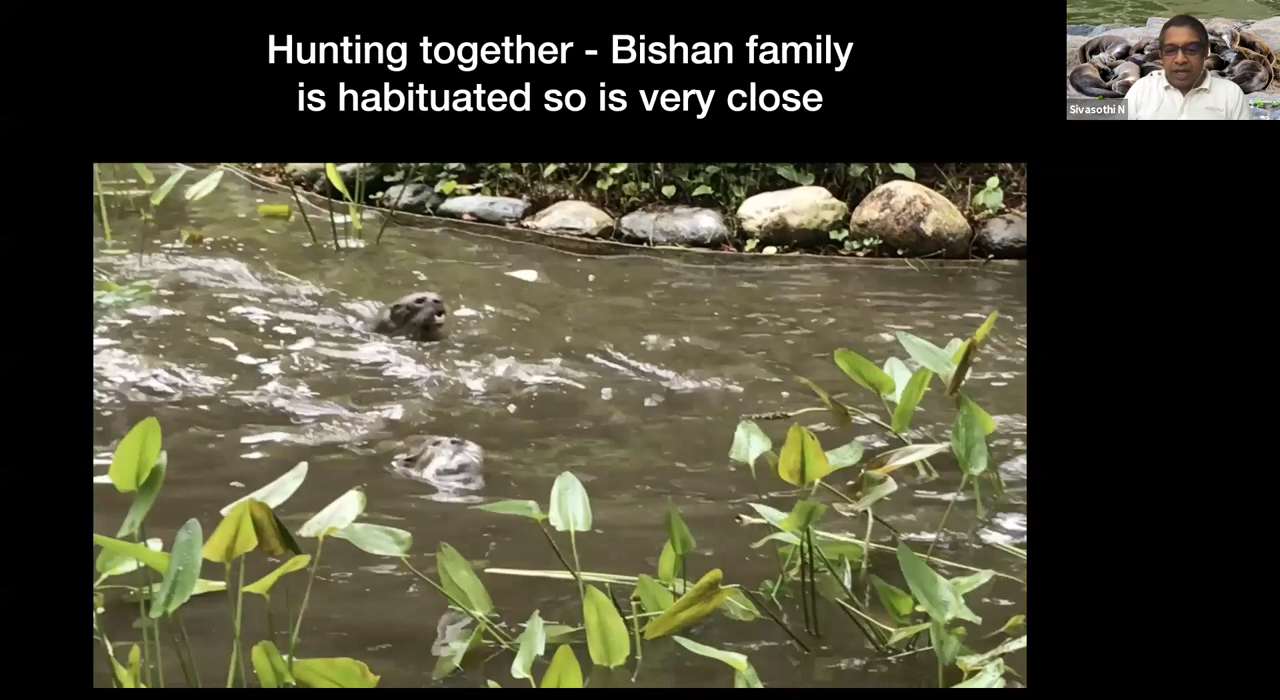 Hunting together - Bishan family
is habituated so is very close
Sivasothi N